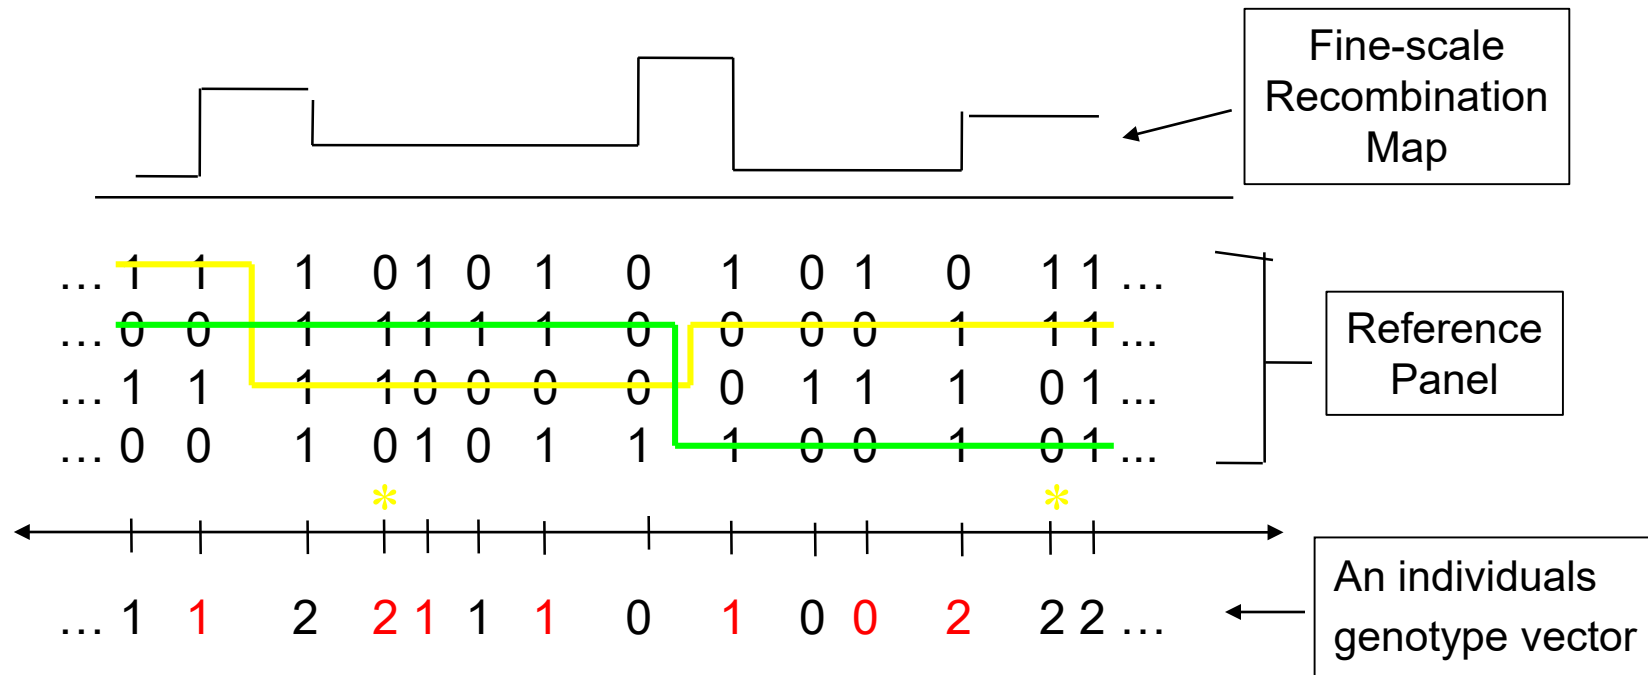 Fine-scale
Recombination
Map
... 1 1 1 0 1 0 1 0 1 0 1 0 1 1 ...
... 0 0 1 1 1 1 1 0 0 0 0 1 1 1 ...
... 1 1 1 1 0 0 0 0 0 1 1 1 0 1 ...
... 0 0 1 0 1 0 1 1 1 0 0 1 0 1 ...
Reference
Panel
* *
... 1 1 2 2 1 1 1 0 1 0 0 2 2 2 ...
An individuals
genotype vector